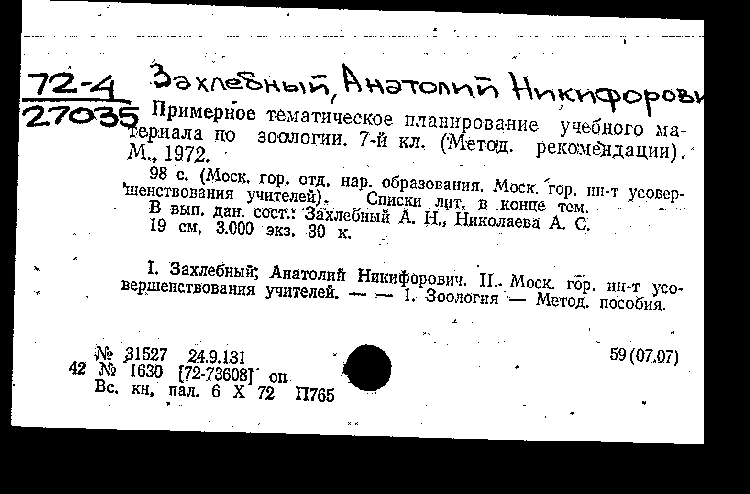 72-4
27035
Захлебный, Анатолий Никифорови
Примерное тематическое планирование учебного ма-
териала по зоологии. 7-й кл. (Метод. рекомендации).
М., 1972.
98 с. (Моск. гор. отд. нар. образования. Моск. гор. ин-т усовер-
шенствования учителей). Списки лит. в конце тем.
В вып. дан. сост.: Захлебный А. Н., Николаева А. С.
19 см, 3.000 экз. 30 к.
I. Захлебный, Анатолий Никифорович. II. Моск. гор. ин-т усо-
вершенствования учителей. — — 1. Зоология — Метод. пособия.
59 (07.07)
№ 31527 24.9.131
42 № 1630 [72-73608] оп
Вс. кн. пал. 6 X 72 П765